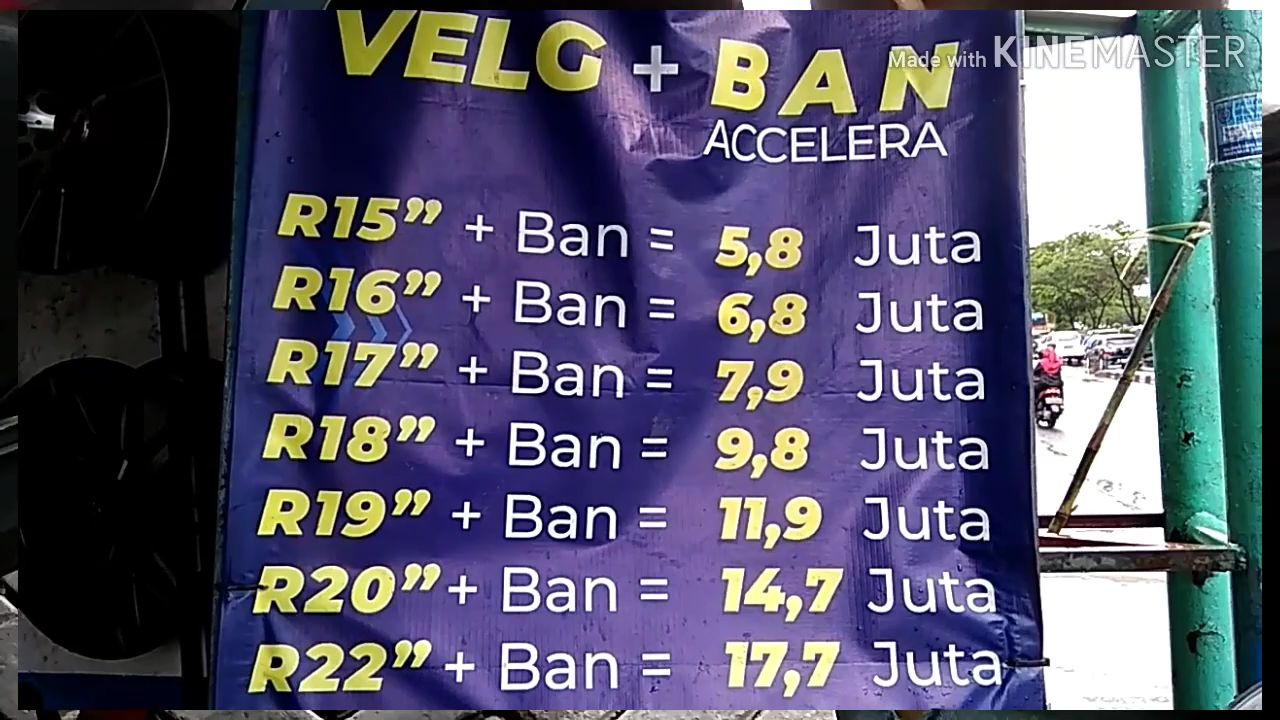 Made with KINEMASTER
VELG + BAN
ACCELERA
R15” + Ban = 5,8 Juta
R16” + Ban = 6,8 Juta
R17” + Ban = 7,9 Juta
R18” + Ban = 9,8 Juta
R19” + Ban = 11,9 Juta
R20” + Ban = 14,7 Juta
R22” + Ban = 17,7 Juta